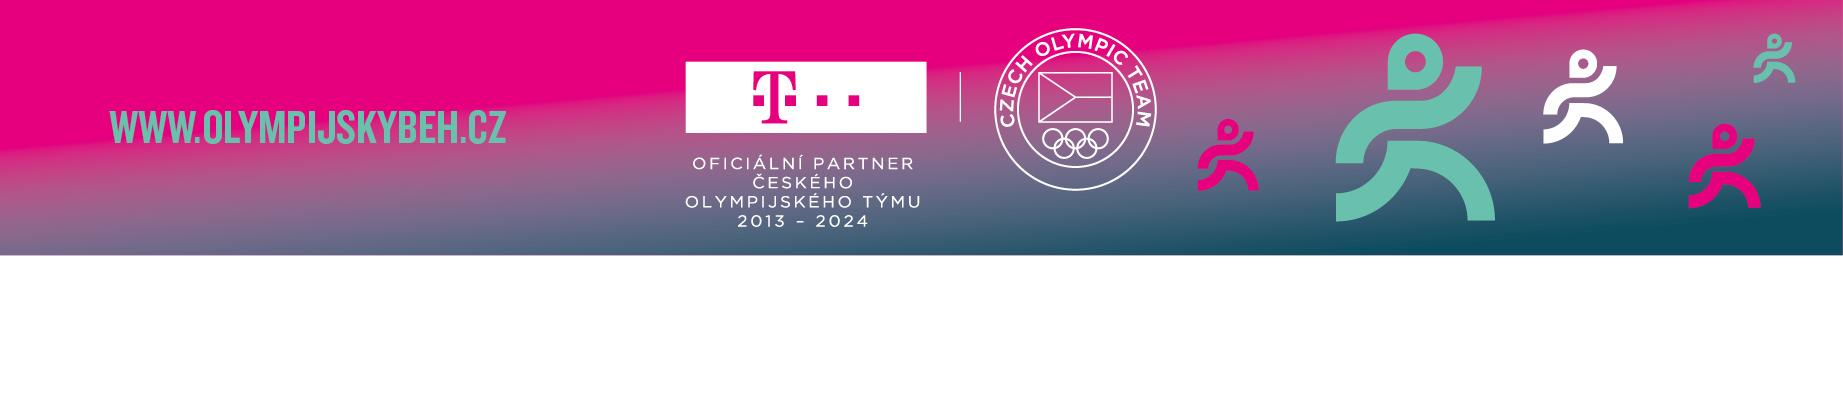 WWW.OLYMPIJSKYBEH.CZ
T
OFICIÁLNÍ PARTNER
ČESKÉHO
OLYMPIJSKÉHO TÝMU
2013 – 2024
CZECH OLYMPIC TEAM